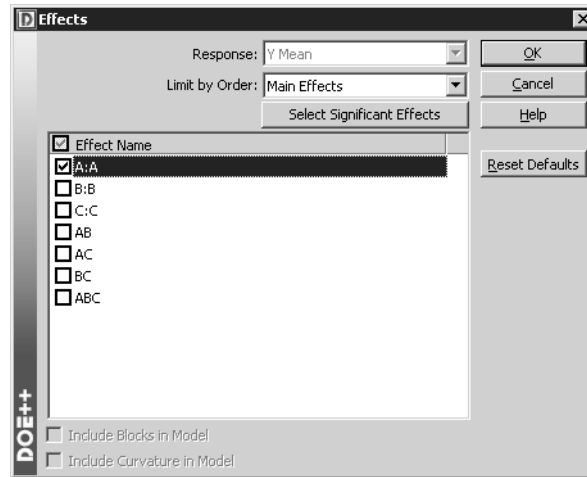 Effects
Response: Y Mean
OK
Limit by Order: Main Effects
Cancel
Select Significant Effects
Help
Effect Name
Reset Defaults
A:A
B:B
C:C
AB
AC
BC
ABC
DOE++
Include Blocks in Model
Include Curvature in Model